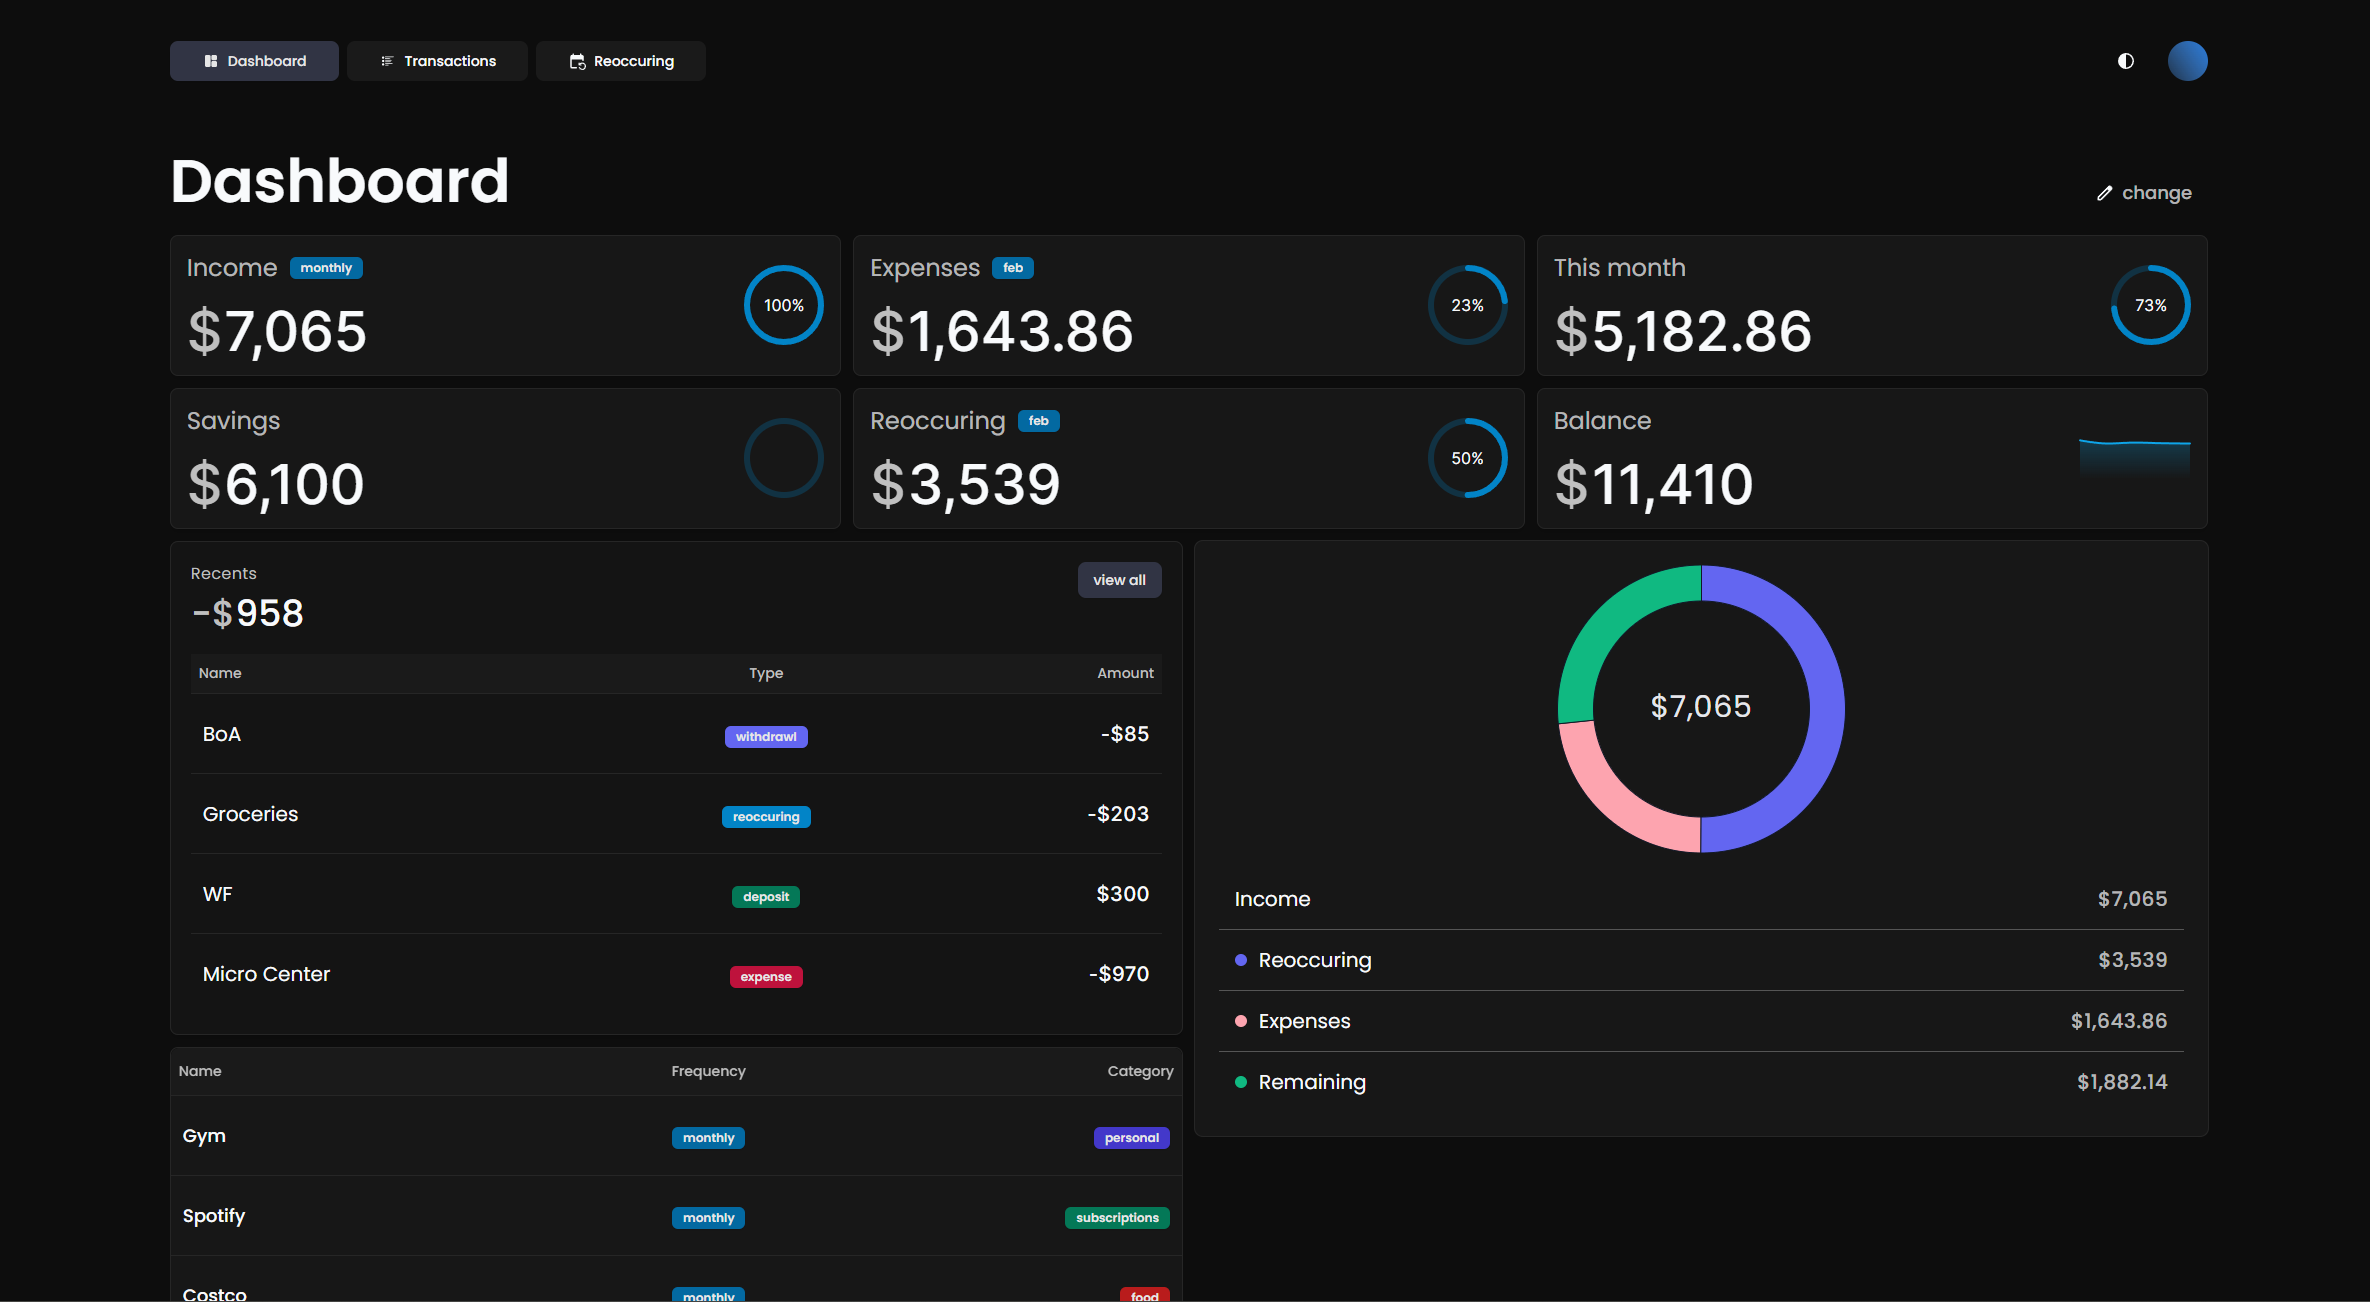 Dashboard Transactions Reoccuring
Dashboard
change
Income monthly
$7,065
100%
Expenses feb
$1,643.86
23%
This month
$5,182.86
73%
Savings
$6,100
Reoccuring feb
$3,539
50%
Balance
$11,410
Recents
-$958
view all
Name Type Amount
BoA withdrawl -$85
Groceries reoccuring -$203
WF deposit $300
Micro Center expense -$970
Name Frequency Category
Gym monthly personal
Spotify monthly subscriptions
Costco monthly food
$7,065
Income $7,065
Reoccuring $3,539
Expenses $1,643.86
Remaining $1,882.14